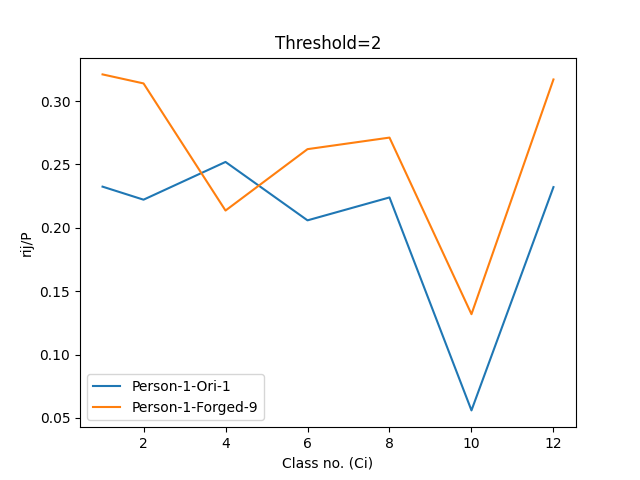 Threshold=2
rij/P
0.30
0.25
0.20
0.15
0.10
0.05
Person-1-Ori-1
Person-1-Forged-9
2 4 6 8 10 12
Class no. (Ci)